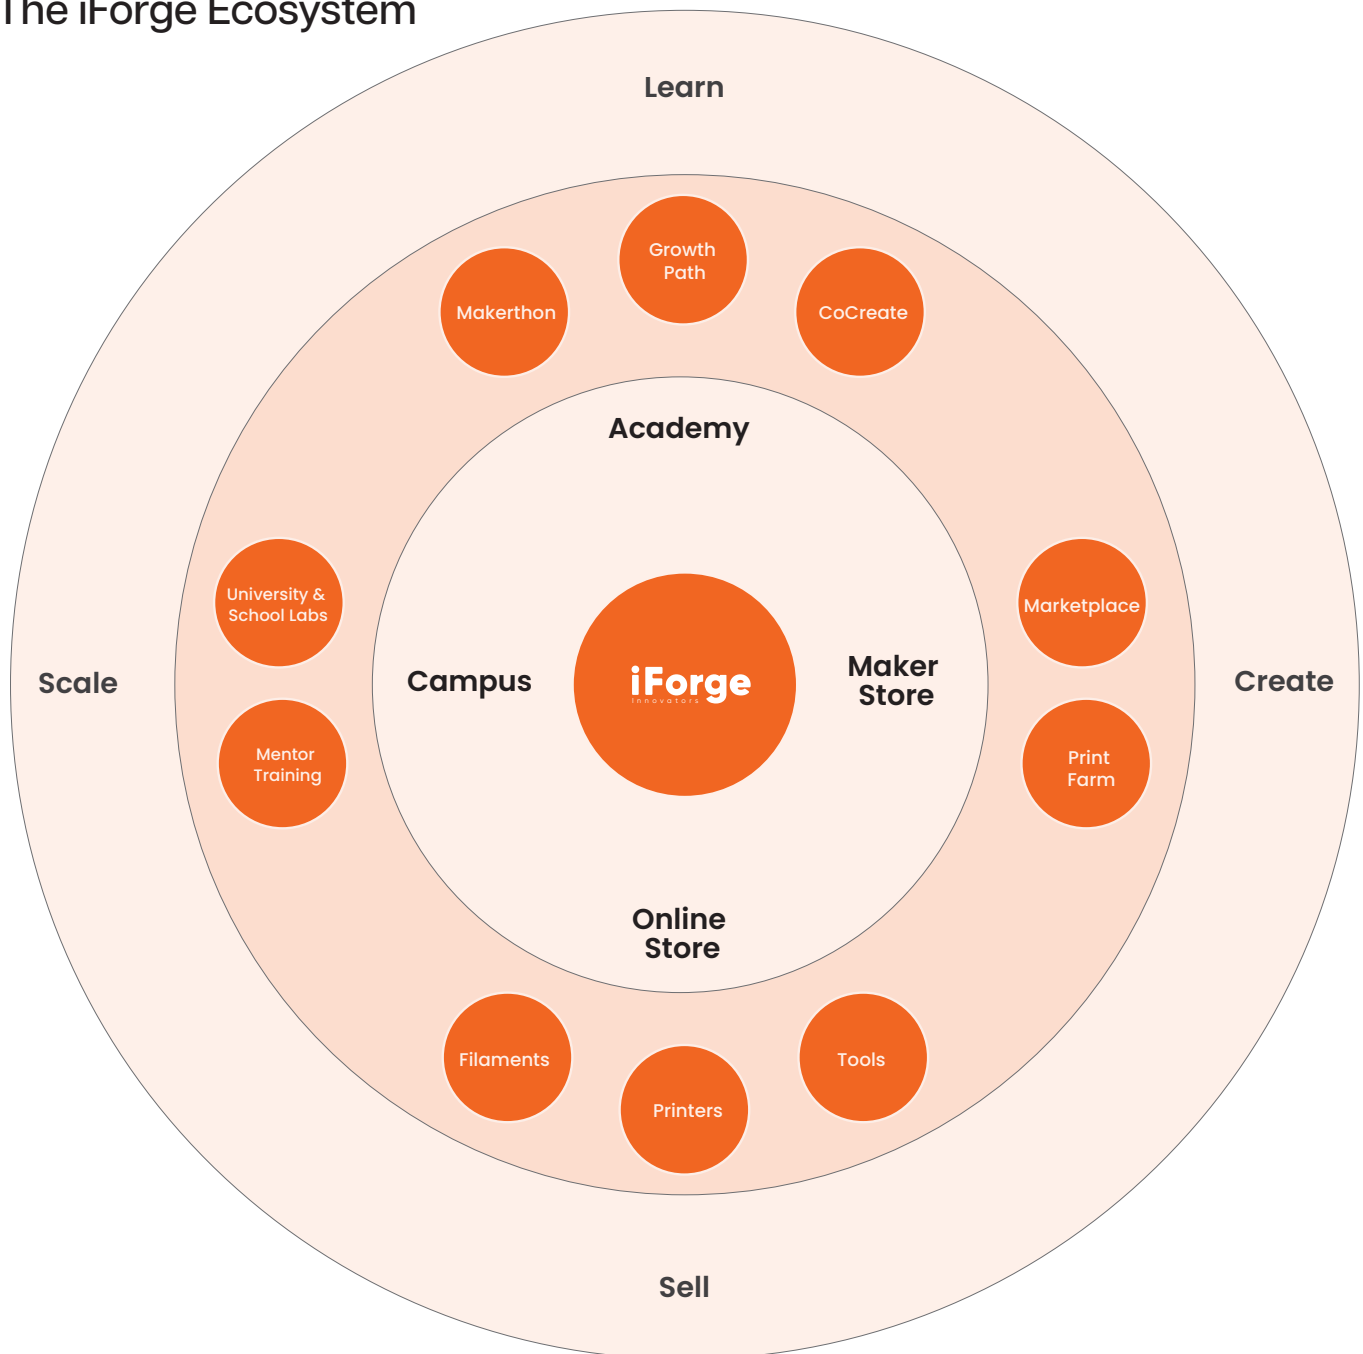 The iForge Ecosystem
Learn
Growth
Path
Makerthon
CoCreate
Academy
University &
School Labs
Marketplace
Scale
Campus
iForge
Innovators
Maker
Store
Create
Mentor
Training
Print
Farm
Online
Store
Filaments
Printers
Tools
Sell